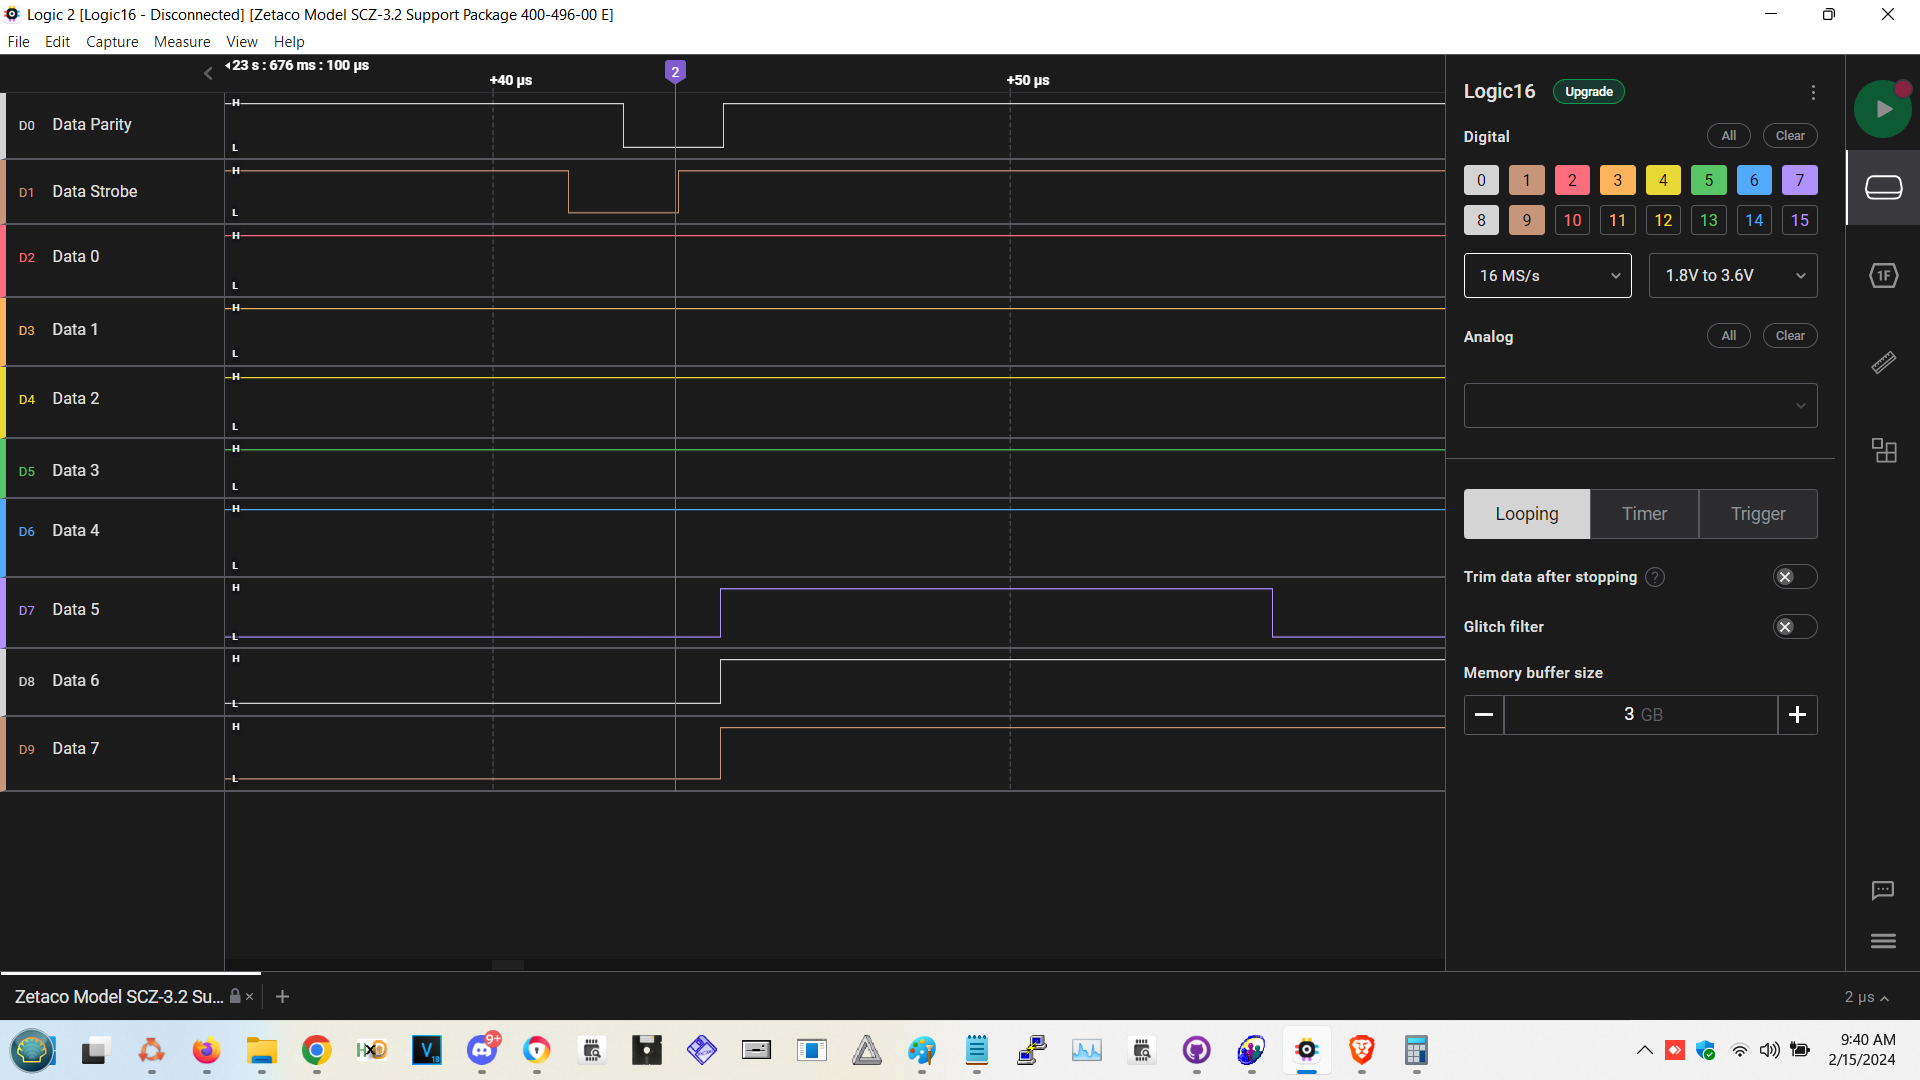 Logic 2 [Logic16 - Disconnected] [Zetaco Model SCZ-3.2 Support Package 400-496-00 E]
File Edit Capture Measure View Help
23 s : 676 ms : 100 µs
+40 µs
2
+50 µs
D0 Data Parity
H
L
D1 Data Strobe
H
L
D2 Data 0
H
L
D3 Data 1
H
L
D4 Data 2
H
L
D5 Data 3
H
L
D6 Data 4
H
L
D7 Data 5
H
L
D8 Data 6
H
L
D9 Data 7
H
L
Logic16 Upgrade
Digital All Clear
0 1 2 3 4 5 6 7
8 9 10 11 12 13 14 15
16 MS/s 1.8V to 3.6V
Analog All Clear
Looping Timer Trigger
Trim data after stopping ?
Glitch filter
Memory buffer size
3 GB
1F
Zetaco Model SCZ-3.2 Su...
2 µs
9+
V
18
9:40 AM
2/15/2024